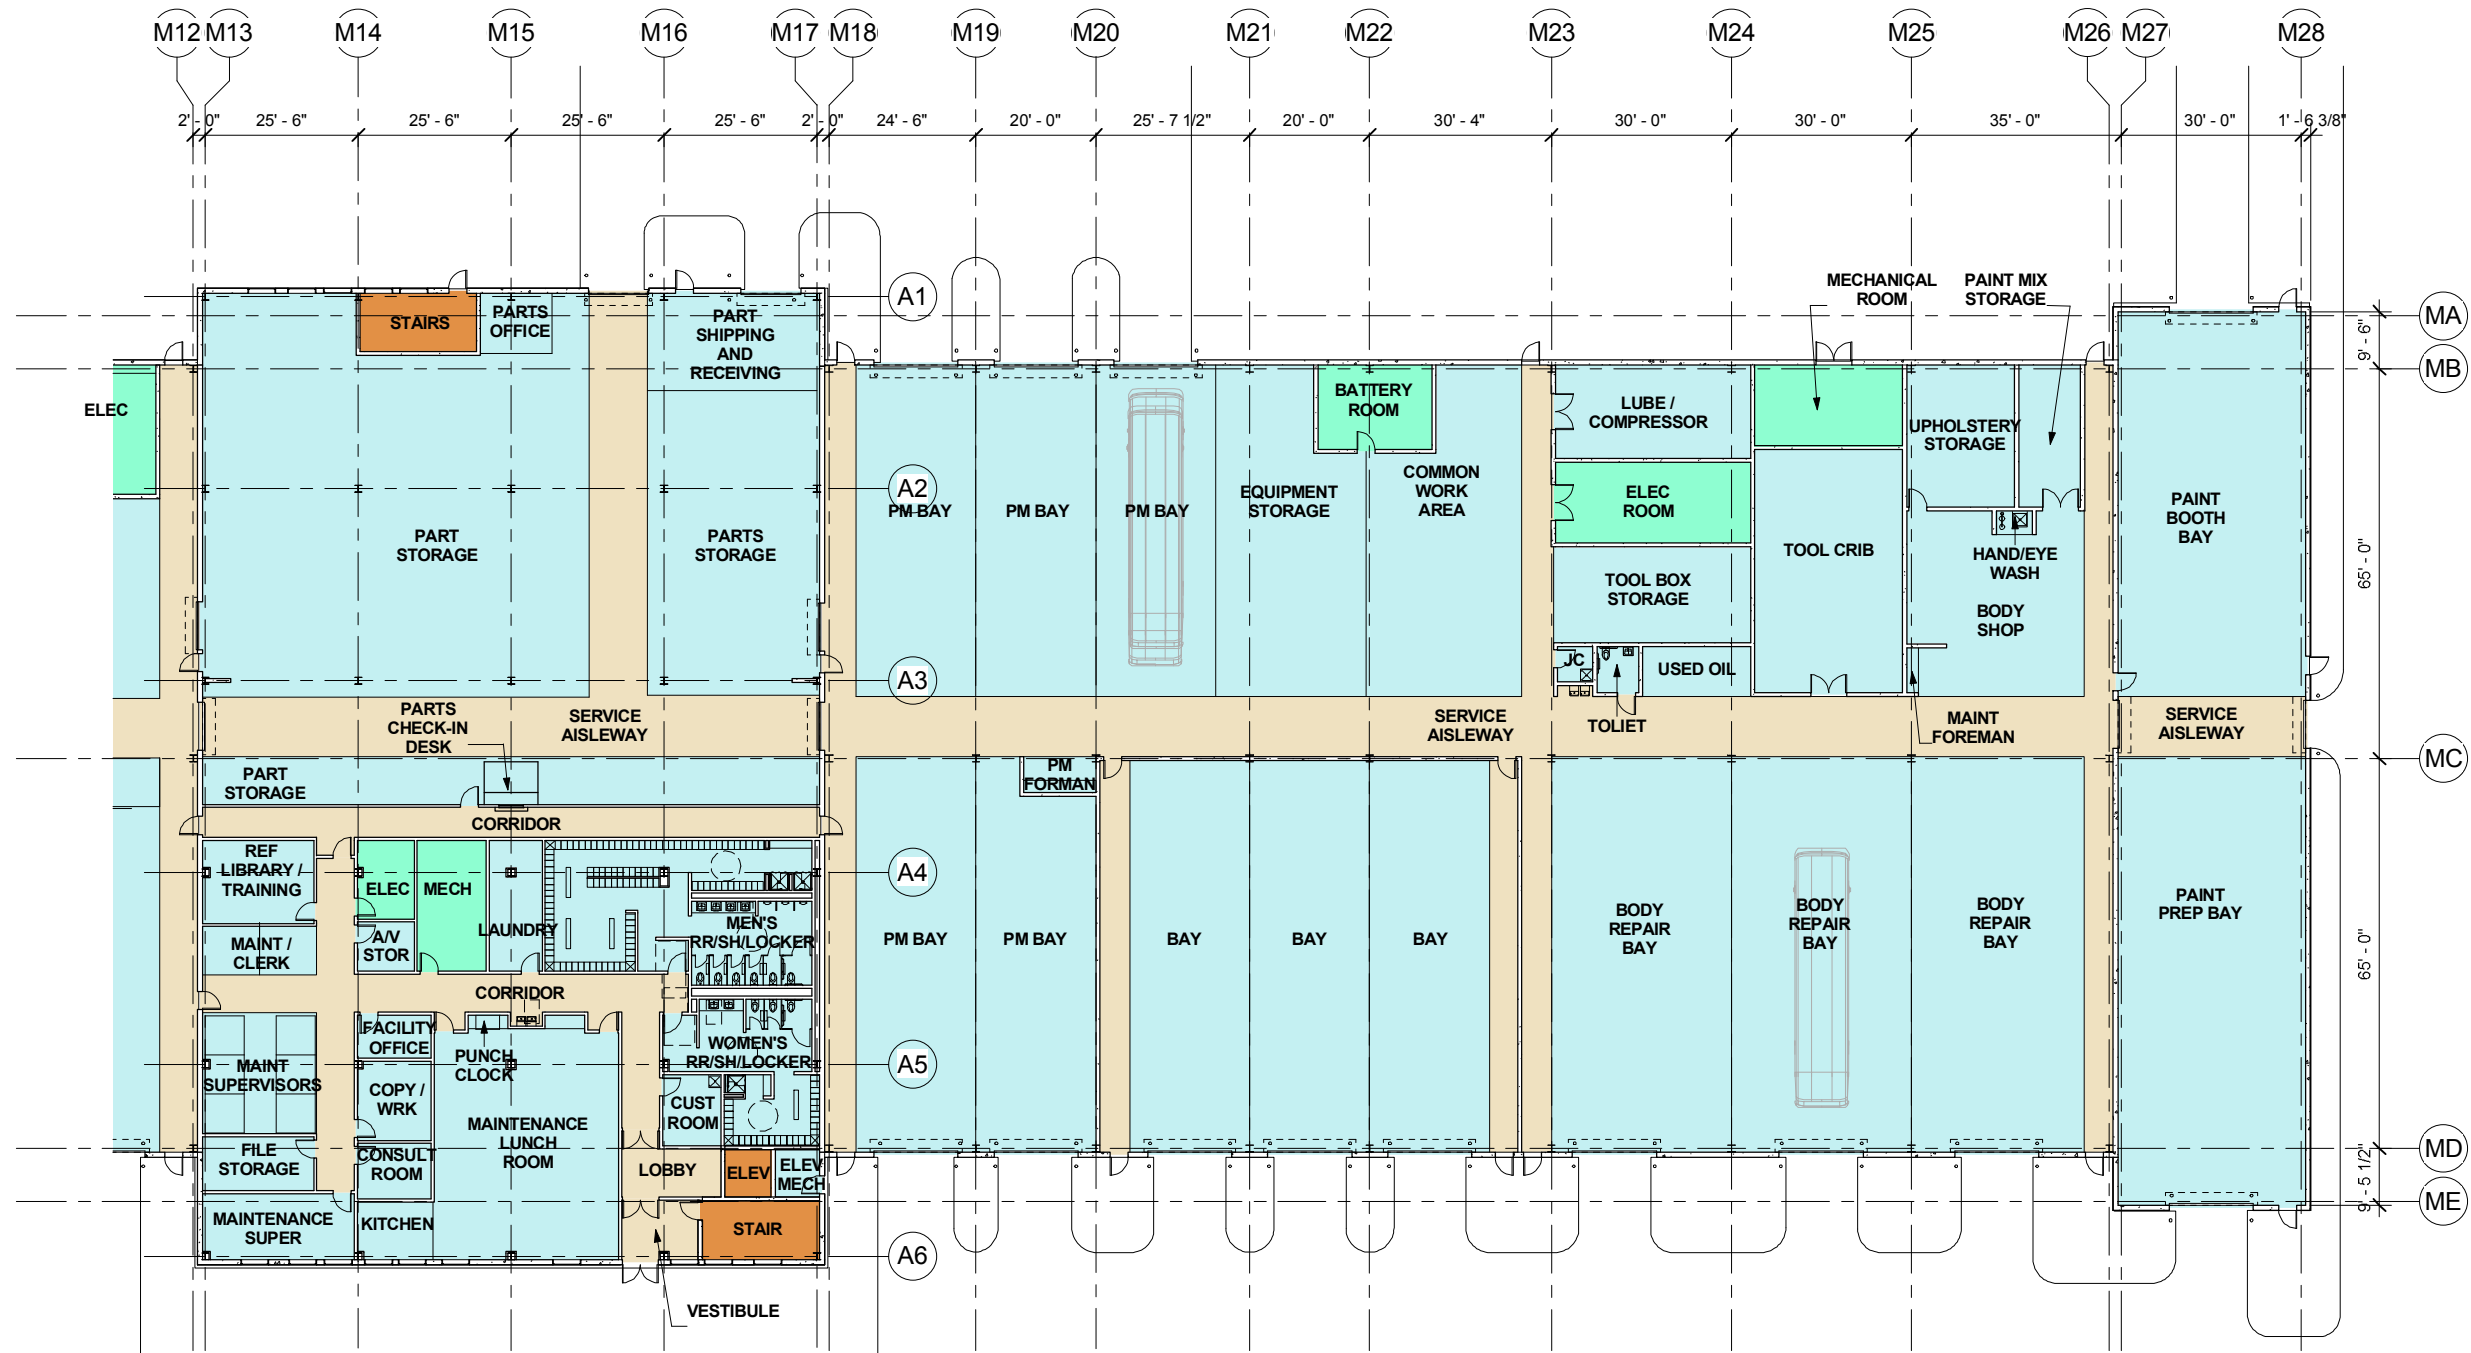 M12 M13 M14 M15 M16 M17 M18 M19 M20 M21 M22 M23 M24 M25 M26 M27 M28
2' - 0" 25' - 6" 25' - 6" 25' - 6" 25' - 6" 2' - 0" 24' - 6" 20' - 0" 25' - 7 1/2" 20' - 0" 30' - 4" 30' - 0" 30' - 0" 35' - 0" 30' - 0" 1' - 6 3/8"
A1
A2
A3
A4
A5
A6
MA
MB
MC
MD
ME
9' - 6"
65' - 0"
65' - 0"
9' - 5 1/2"
ELEC
STAIRS
PARTS
OFFICE
PART
SHIPPING
AND
RECEIVING
PART
STORAGE
PARTS
STORAGE
PARTS
CHECK-IN
DESK
SERVICE
AISLEWAY
PART
STORAGE
CORRIDOR
REF
LIBRARY /
TRAINING
ELEC
MECH
LAUNDRY
MAINT /
CLERK
A/V
STOR
MEN'S
RR/SH/LOCKER
CORRIDOR
FACILITY
OFFICE
PUNCH
CLOCK
WOMEN'S
RR/SH/LOCKER
MAINT
SUPERVISORS
COPY /
WRK
CUST
ROOM
MAINTENANCE
LUNCH
ROOM
FILE
STORAGE
CONSULT
ROOM
LOBBY
ELEV
ELEV
MECH
MAINTENANCE
SUPER
KITCHEN
STAIR
VESTIBULE
PM BAY
PM BAY
PM BAY
EQUIPMENT
STORAGE
BATTERY
ROOM
COMMON
WORK
AREA
LUBE /
COMPRESSOR
ELEC
ROOM
TOOL BOX
STORAGE
JC
USED OIL
TOLIET
MECHANICAL
ROOM
PAINT MIX
STORAGE
TOOL CRIB
UPHOLSTERY
STORAGE
HAND/EYE
WASH
BODY
SHOP
MAINT
FOREMAN
PAINT
BOOTH
BAY
SERVICE
AISLEWAY
SERVICE
AISLEWAY
PM
FORMAN
PM BAY
PM BAY
BAY
BAY
BAY
BODY
REPAIR
BAY
BODY
REPAIR
BAY
BODY
REPAIR
BAY
PAINT
PREP BAY